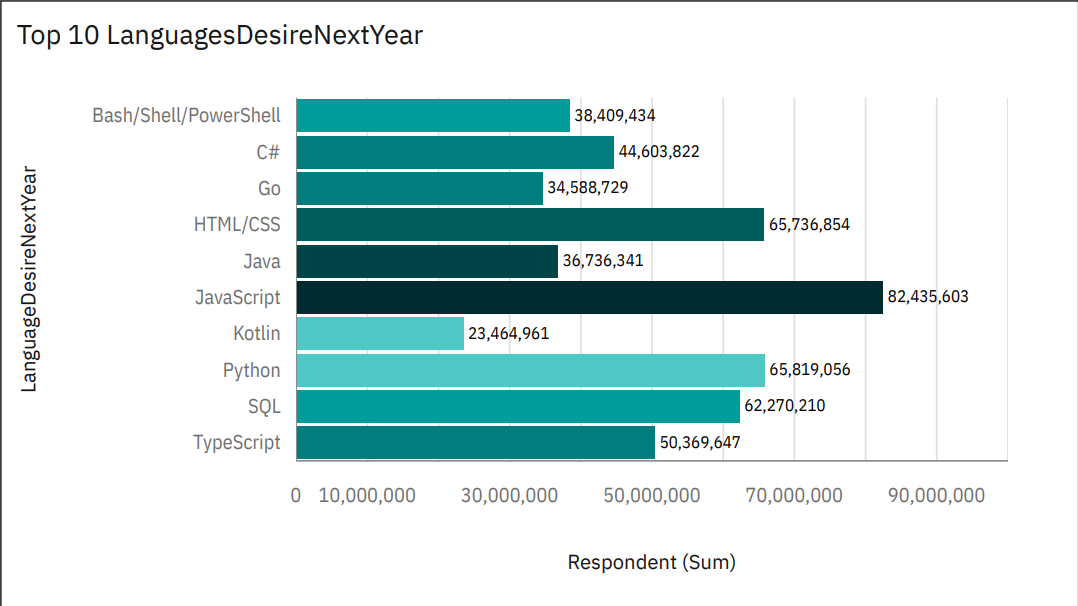 Top 10 LanguagesDesireNextYear
LanguageDesireNextYear
Bash/Shell/PowerShell 38,409,434
C# 44,603,822
Go 34,588,729
HTML/CSS 65,736,854
Java 36,736,341
JavaScript 82,435,603
Kotlin 23,464,961
Python 65,819,056
SQL 62,270,210
TypeScript 50,369,647
0 10,000,000 30,000,000 50,000,000 70,000,000 90,000,000
Respondent (Sum)